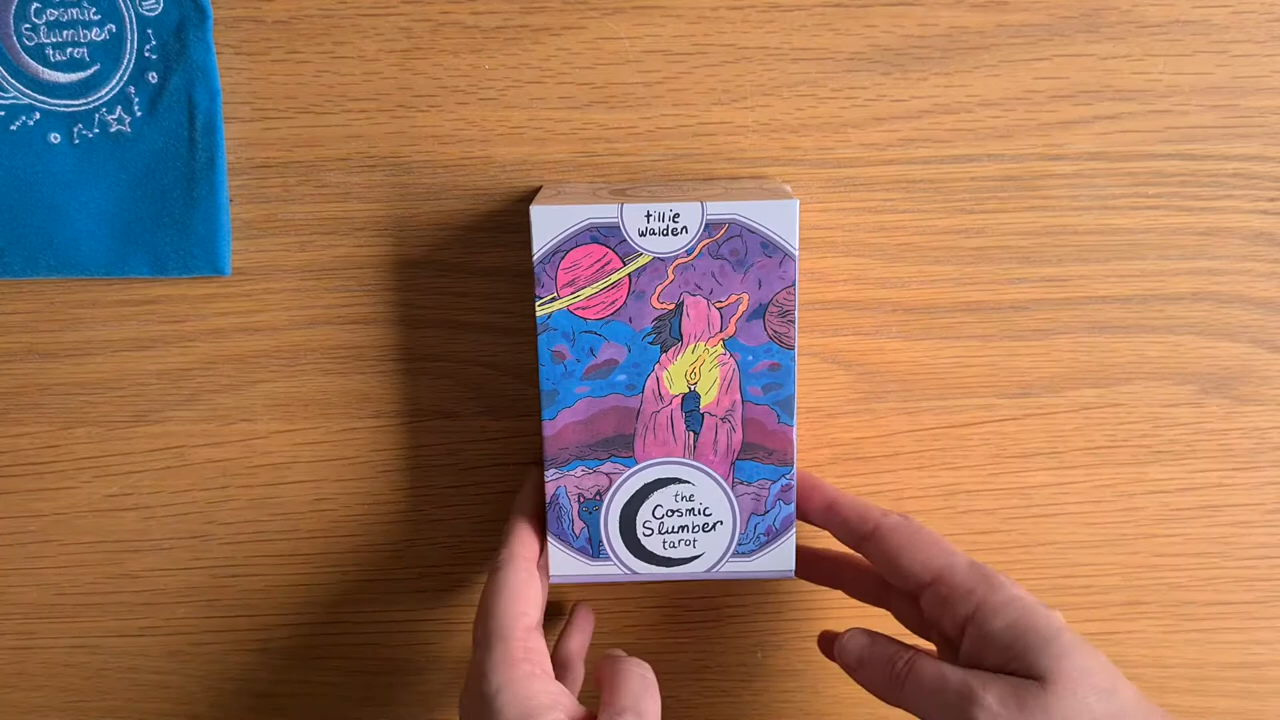 Cosmic
Slumber
tarot
tillie
walden
the
Cosmic
Slumber
tarot